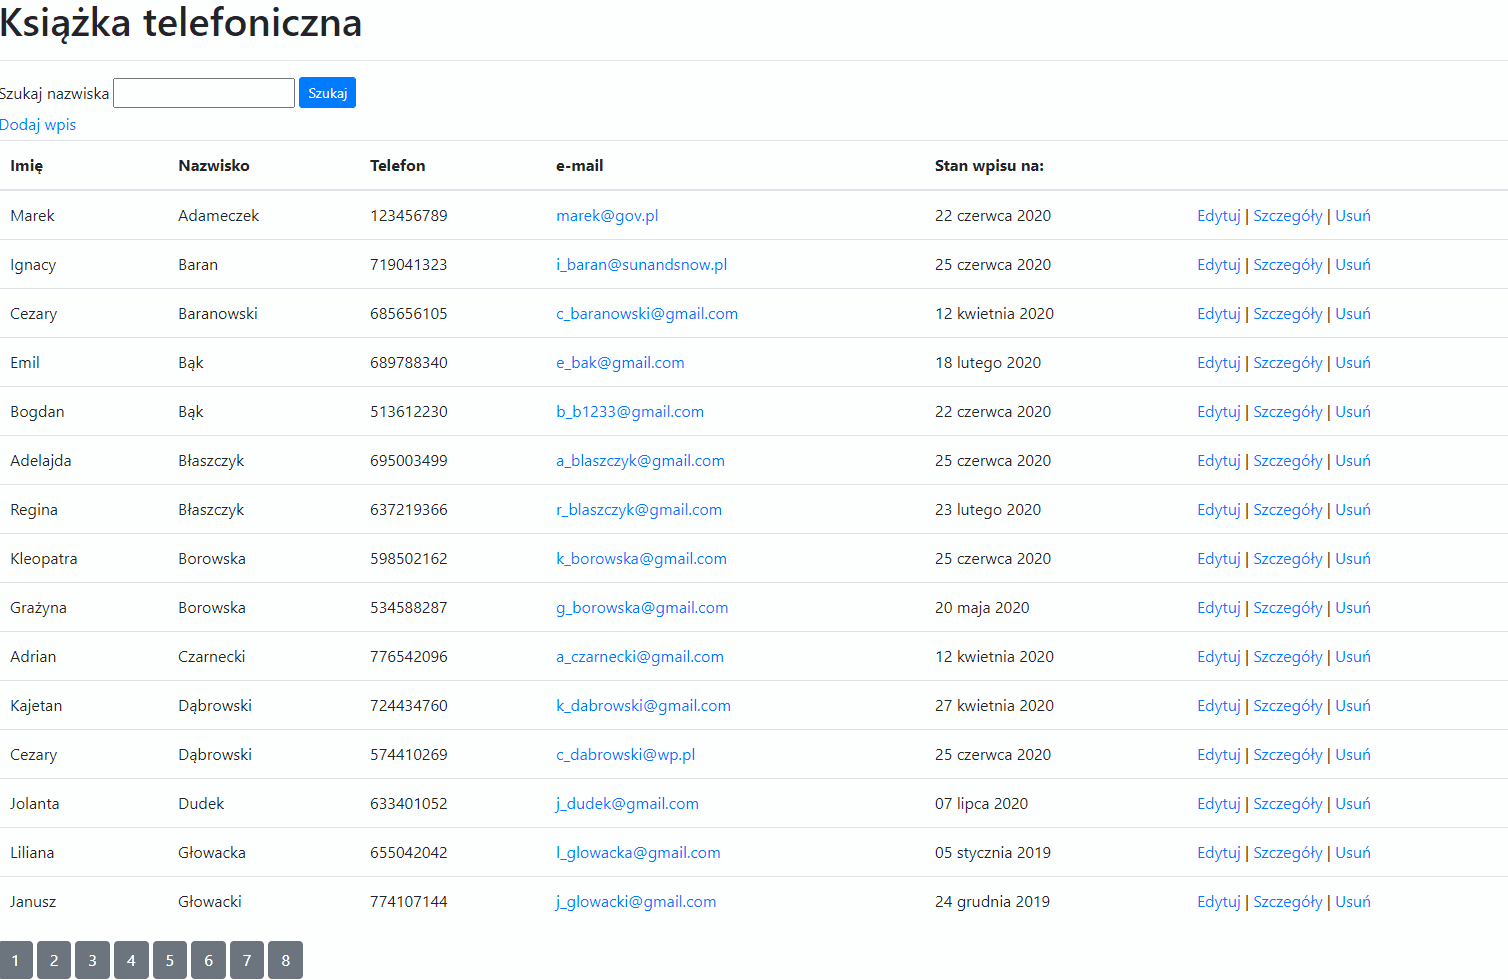 Książka telefoniczna
Szukaj nazwiska Szukaj
Dodaj wpis
Imię Nazwisko Telefon e-mail Stan wpisu na:
Marek Adameczek 123456789 marek@gov.pl 22 czerwca 2020 Edytuj | Szczegóły | Usuń
Ignacy Baran 719041323 i_baran@sunandsnow.pl 25 czerwca 2020 Edytuj | Szczegóły | Usuń
Cezary Baranowski 685656105 c_baranowski@gmail.com 12 kwietnia 2020 Edytuj | Szczegóły | Usuń
Emil Bąk 689788340 e_bak@gmail.com 18 lutego 2020 Edytuj | Szczegóły | Usuń
Bogdan Bąk 513612230 b_b1233@gmail.com 22 czerwca 2020 Edytuj | Szczegóły | Usuń
Adelajda Błaszczyk 695003499 a_blaszczyk@gmail.com 25 czerwca 2020 Edytuj | Szczegóły | Usuń
Regina Błaszczyk 637219366 r_blaszczyk@gmail.com 23 lutego 2020 Edytuj | Szczegóły | Usuń
Kleopatra Borowska 598502162 k_borowska@gmail.com 25 czerwca 2020 Edytuj | Szczegóły | Usuń
Grażyna Borowska 534588287 g_borowska@gmail.com 20 maja 2020 Edytuj | Szczegóły | Usuń
Adrian Czarnecki 776542096 a_czarnecki@gmail.com 12 kwietnia 2020 Edytuj | Szczegóły | Usuń
Kajetan Dąbrowski 724434760 k_dabrowski@gmail.com 27 kwietnia 2020 Edytuj | Szczegóły | Usuń
Cezary Dąbrowski 574410269 c_dabrowski@wp.pl 25 czerwca 2020 Edytuj | Szczegóły | Usuń
Jolanta Dudek 633401052 j_dudek@gmail.com 07 lipca 2020 Edytuj | Szczegóły | Usuń
Liliana Głowacka 655042042 l_glowacka@gmail.com 05 stycznia 2019 Edytuj | Szczegóły | Usuń
Janusz Głowacki 774107144 j_glowacki@gmail.com 24 grudnia 2019 Edytuj | Szczegóły | Usuń
1 2 3 4 5 6 7 8